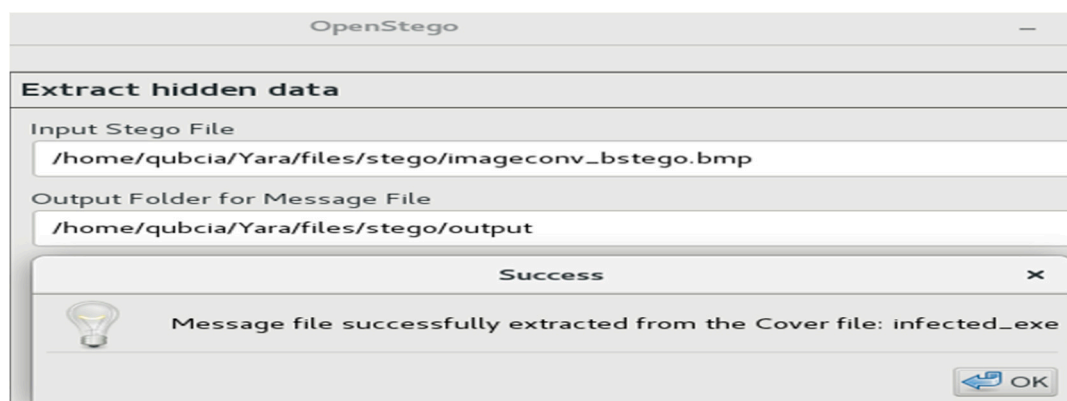 OpenStego
Extract hidden data
Input Stego File
/home/qubcia/Yara/files/stego/imageconv_bstego.bmp
Output Folder for Message File
/home/qubcia/Yara/files/stego/output
Success
Message file successfully extracted from the Cover file: infected_exe
OK